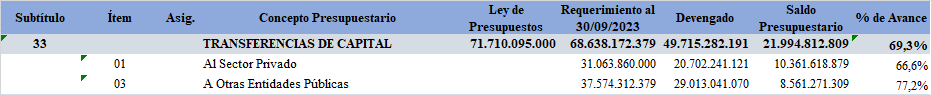 Subtítulo Ítem Asig. Concepto Presupuestario Ley de Presupuestos Requerimiento al 30/09/2023 Devengado Saldo Presupuestario % de Avance
33 TRANSFERENCIAS DE CAPITAL 71.710.095.000 68.638.172.379 49.715.282.191 21.994.812.809 69,3%
01 Al Sector Privado 31.063.860.000 20.702.241.121 10.361.618.879 66,6%
03 A Otras Entidades Públicas 37.574.312.379 29.013.041.070 8.561.271.309 77,2%